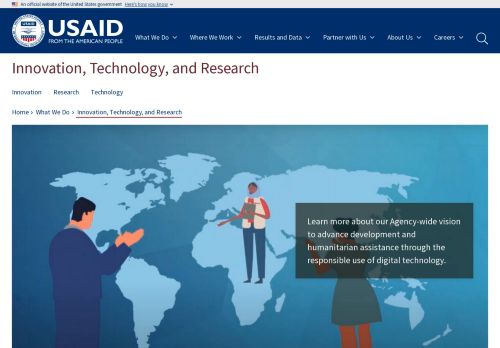 An official website of the United States government Here's how you know
USAID
FROM THE AMERICAN PEOPLE
What We Do
Where We Work
Results and Data
Partner with Us
About Us
Careers
Innovation, Technology, and Research
Innovation Research Technology
Home › What We Do › Innovation, Technology, and Research
Learn more about our Agency-wide vision
to advance development and
humanitarian assistance through the
responsible use of digital technology.